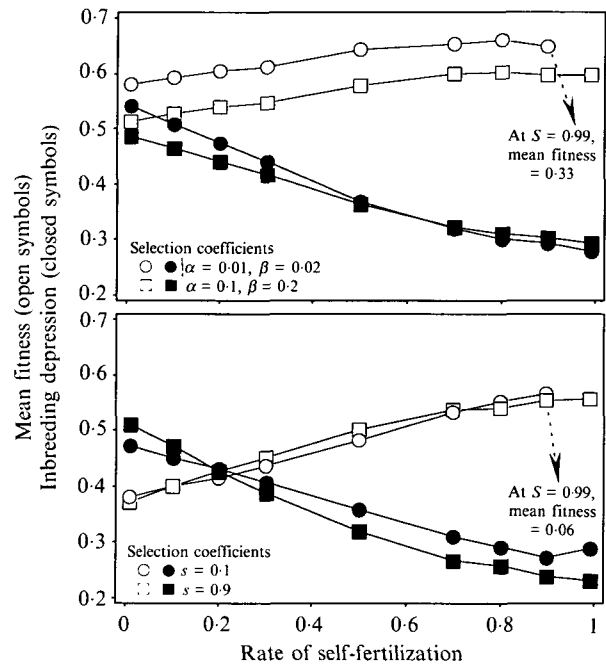 Mean fitness (open symbols)
Inbreeding depression (closed symbols)
0·7
0·6
0·5
0·4
0·3
0·2
At S = 0·99,
mean fitness
= 0·33
Selection coefficients
α = 0·01, β = 0·02
α = 0·1, β = 0·2
0·7
0·6
0·5
0·4
0·3
0·2
At S = 0·99,
mean fitness
= 0·06
Selection coefficients
s = 0·1
s = 0·9
0 0·2 0·4 0·6 0·8 1
Rate of self-fertilization